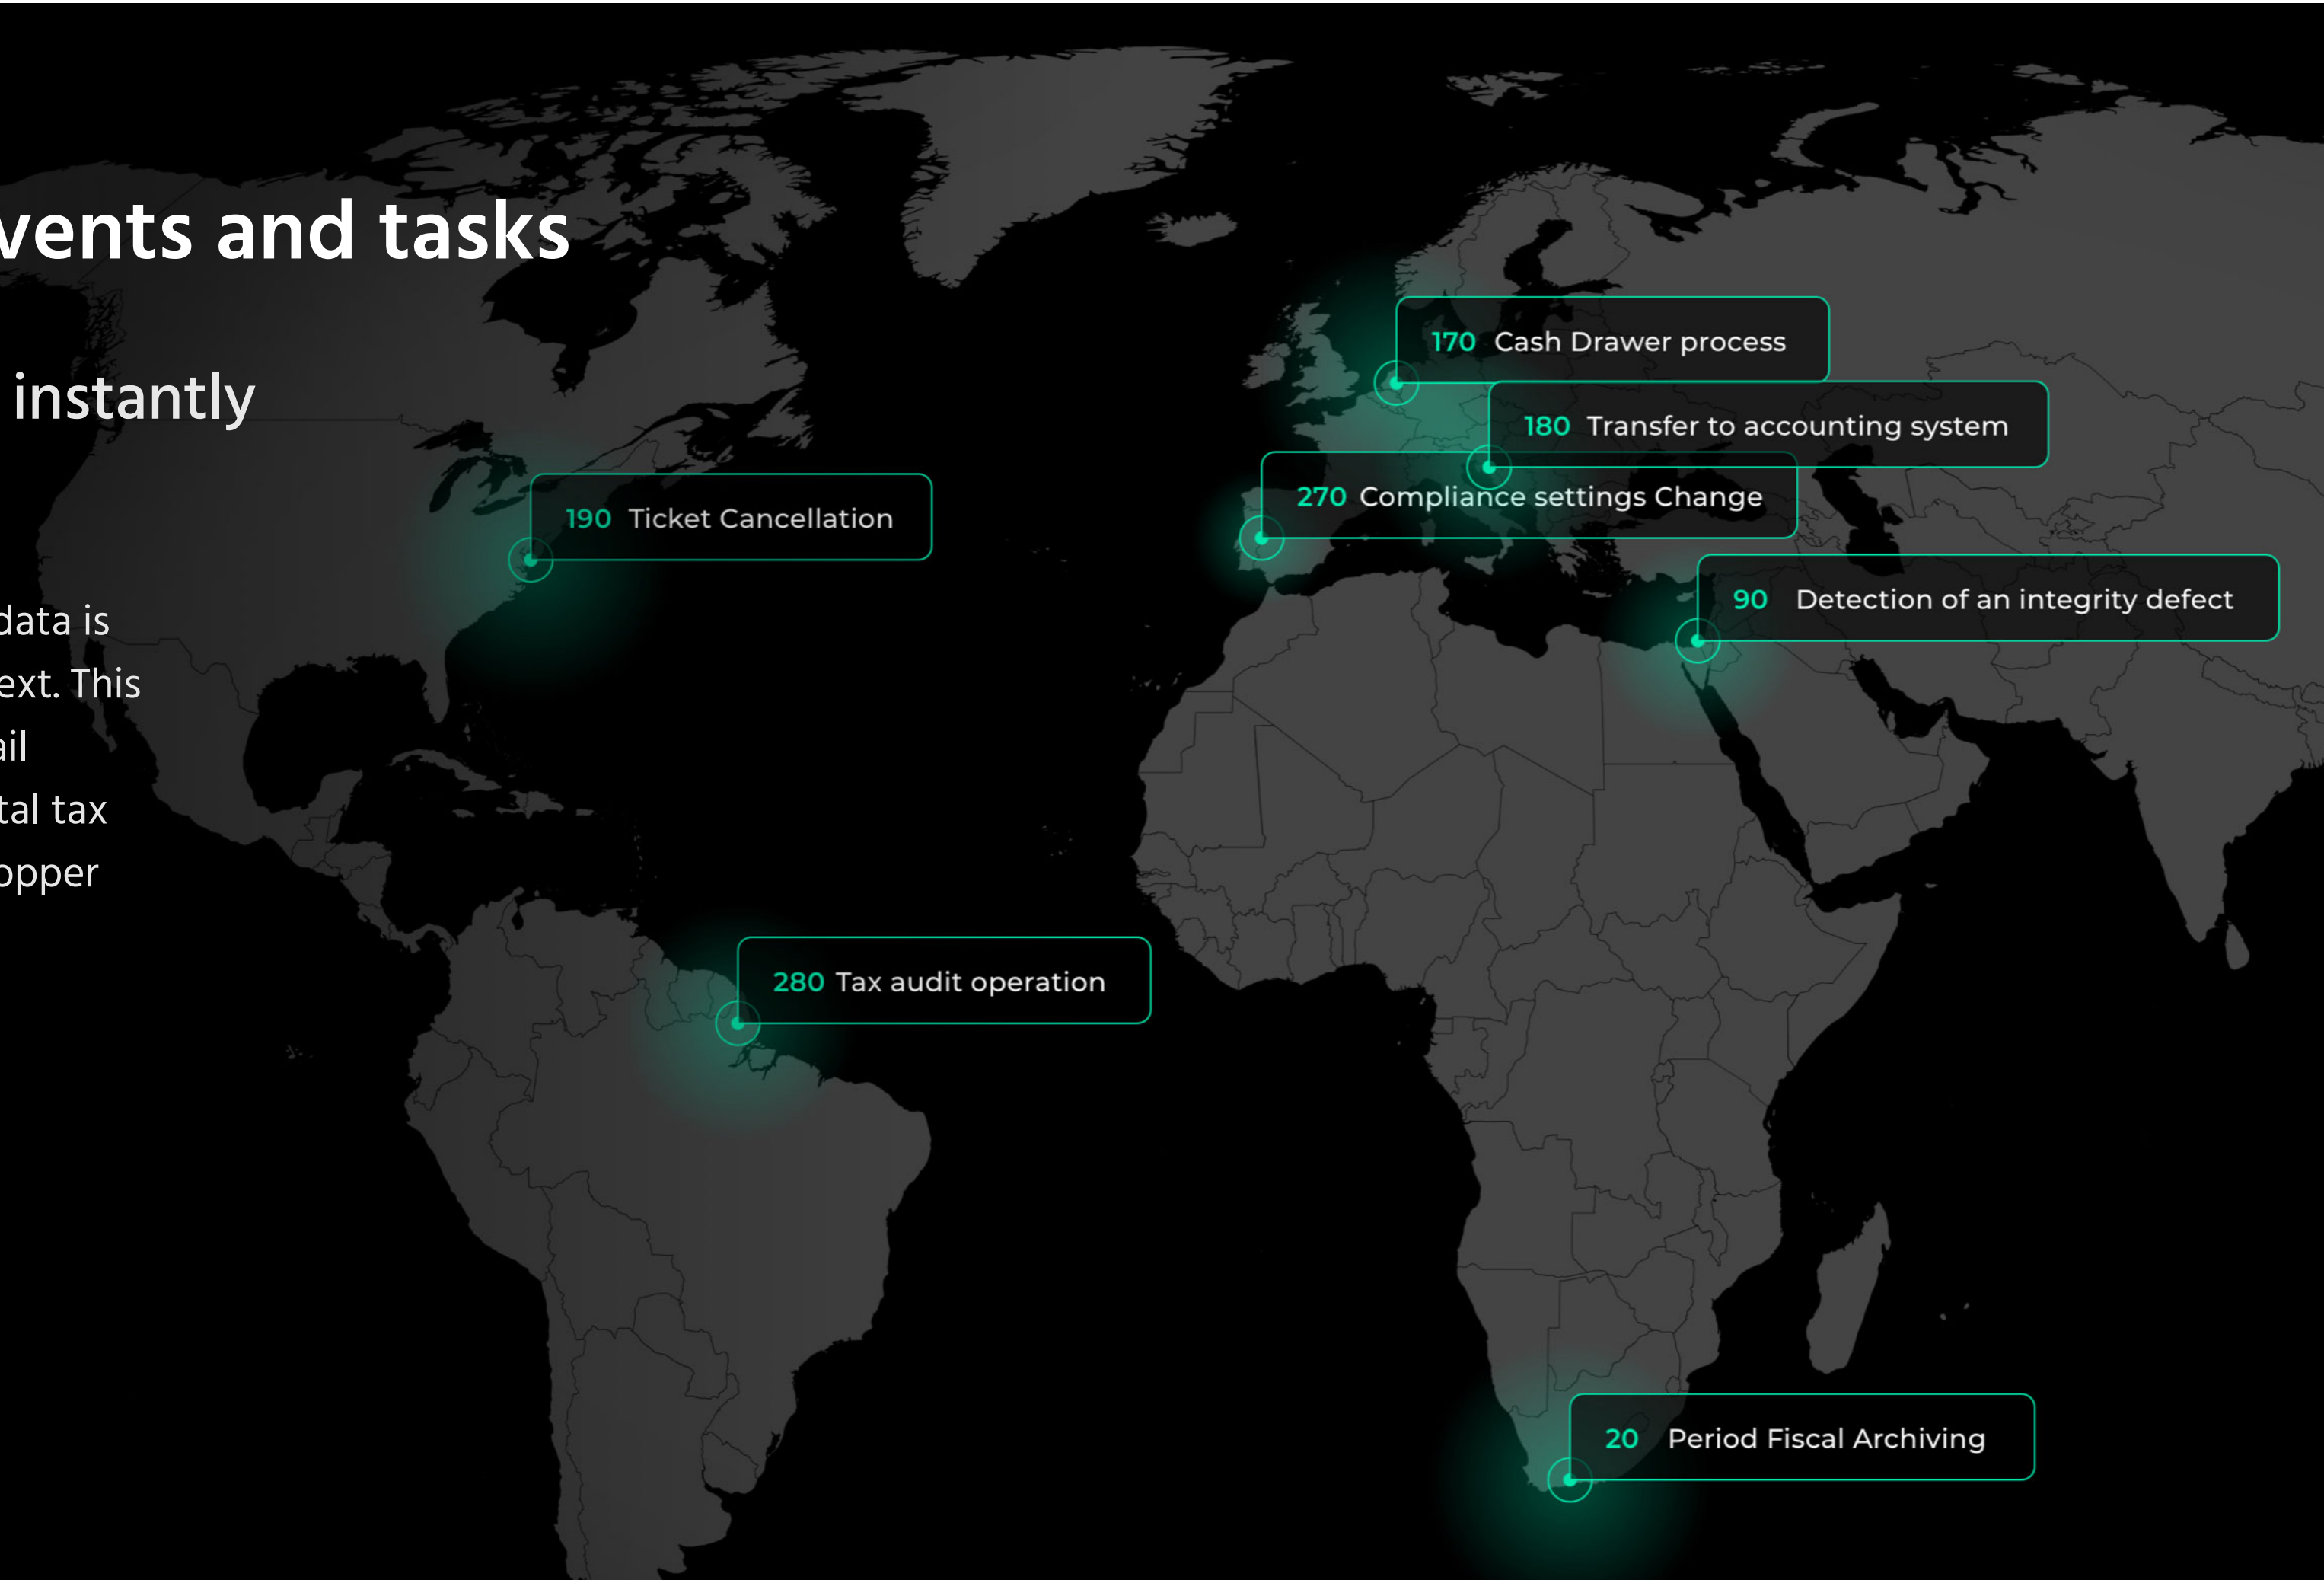 vents and tasks
instantly
data is
ext. This
ail
tal tax
opper
170 Cash Drawer process
180 Transfer to accounting system
270 Compliance settings Change
190 Ticket Cancellation
90 Detection of an integrity defect
280 Tax audit operation
20 Period Fiscal Archiving